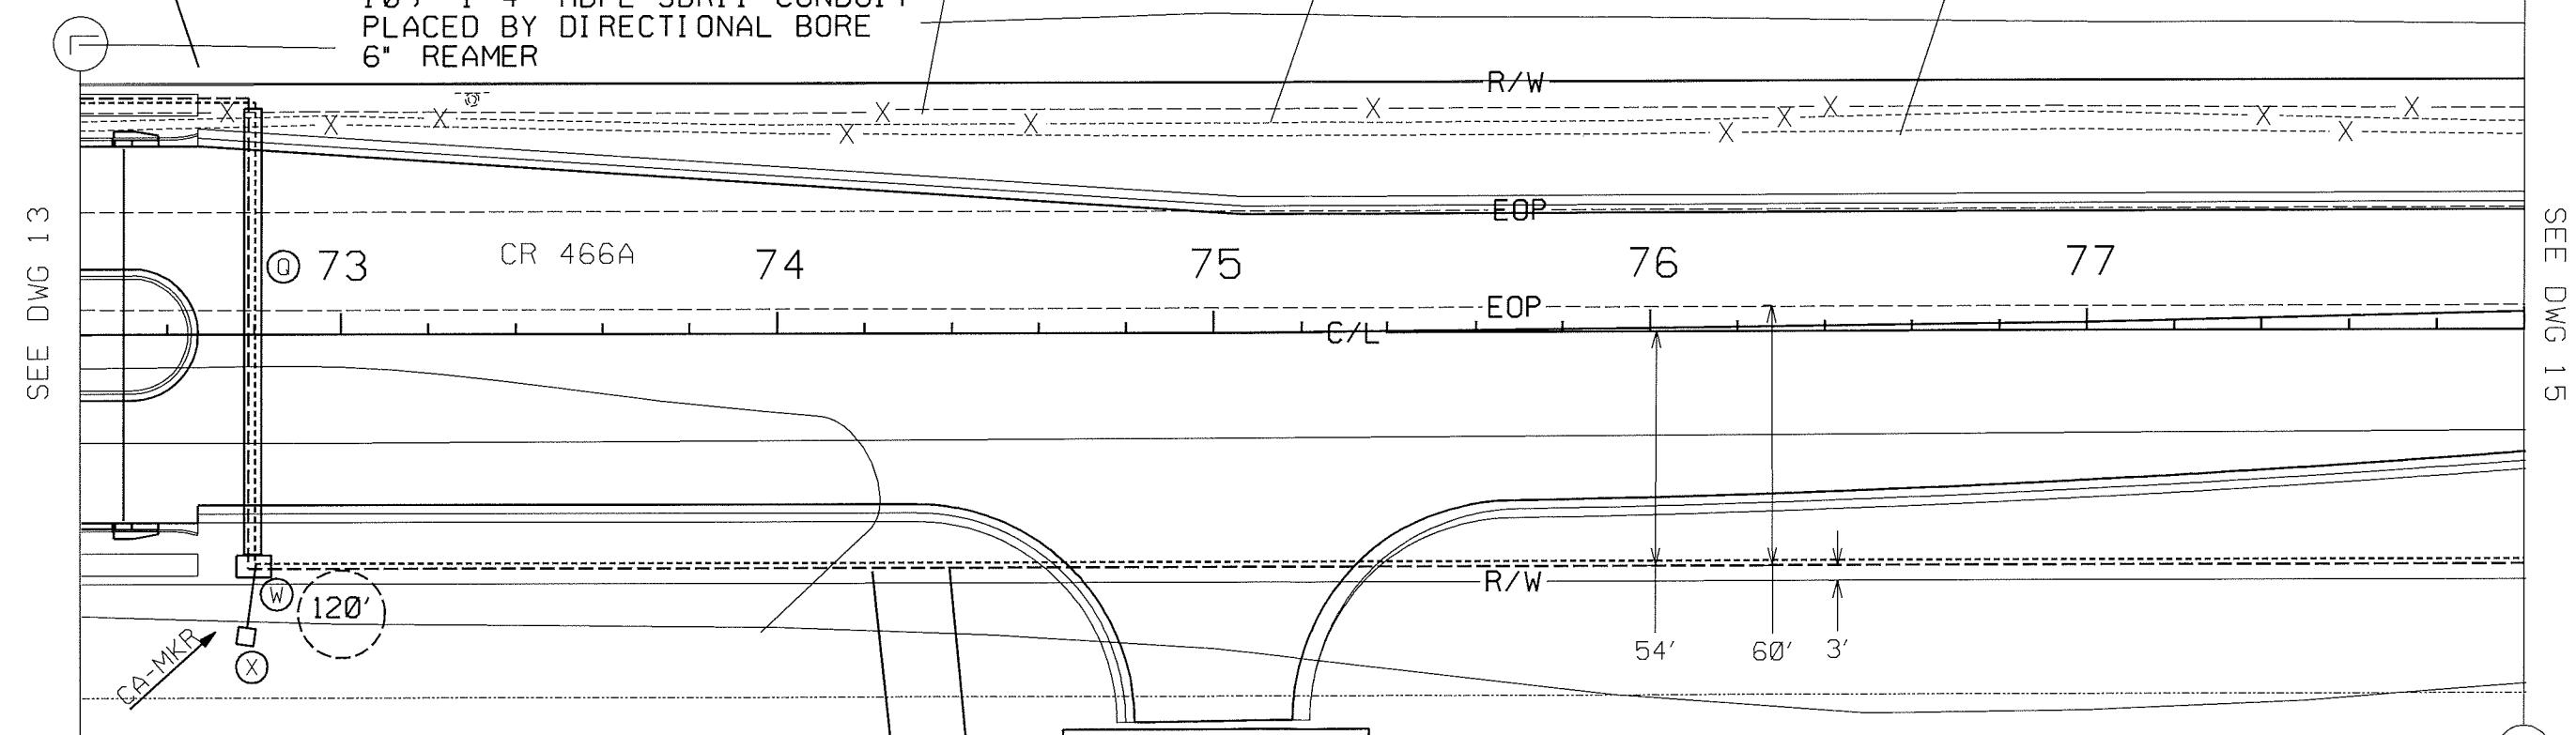 PLACED BY DIRECTIONAL BORE
6" REAMER
R/W
X X X X X X X X X X X X X
EOP
SEE DWG 13
Q 73 CR 466A 74 75 76 77
SEE DWG 15
EOP
C/L
R/W
W
120'
54' 60' 3'
CA-MKR
X